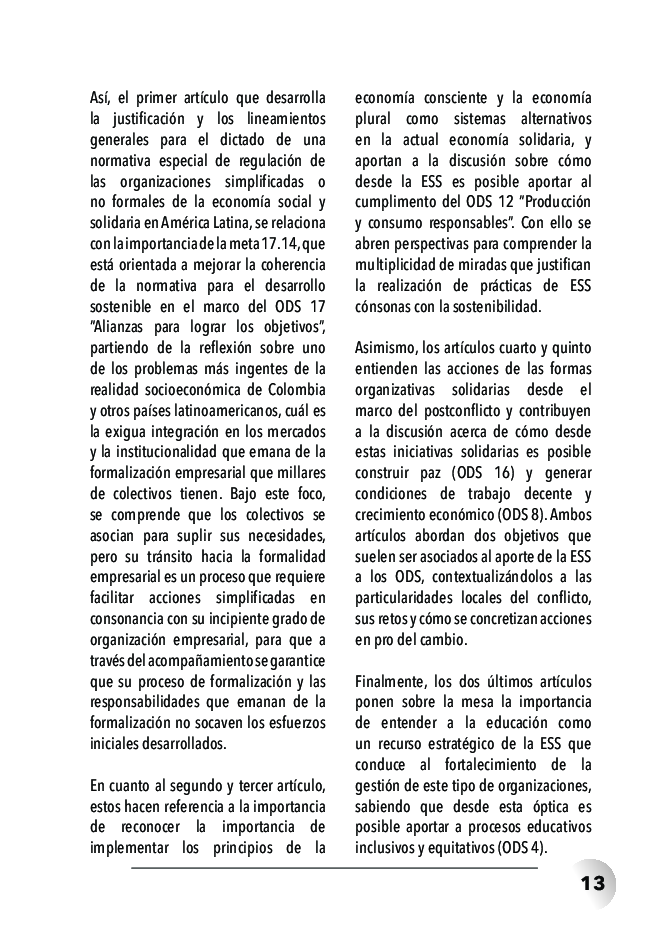 Así, el primer artículo que desarrolla
la justificación y los lineamientos
generales para el dictado de una
normativa especial de regulación de
las organizaciones simplificadas o
no formales de la economía social y
solidaria en América Latina, se relaciona
con la importancia de la meta 17.14, que
está orientada a mejorar la coherencia
de la normativa para el desarrollo
sostenible en el marco del ODS 17
"Alianzas para lograr los objetivos",
partiendo de la reflexión sobre uno
de los problemas más ingentes de la
realidad socioeconómica de Colombia
y otros países latinoamericanos, cuál es
la exigua integración en los mercados
y la institucionalidad que emana de la
formalización empresarial que millares
de colectivos tienen. Bajo este foco,
se comprende que los colectivos se
asocian para suplir sus necesidades,
pero su tránsito hacia la formalidad
empresarial es un proceso que requiere
facilitar acciones simplificadas en
consonancia con su incipiente grado de
organización empresarial, para que a
través del acompañamiento se garantice
que su proceso de formalización y las
responsabilidades que emanan de la
formalización no socaven los esfuerzos
iniciales desarrollados.
En cuanto al segundo y tercer artículo,
estos hacen referencia a la importancia
de reconocer la importancia de
implementar los principios de la
economía consciente y la economía
plural como sistemas alternativos
en la actual economía solidaria, y
aportan a la discusión sobre cómo
desde la ESS es posible aportar al
cumplimento del ODS 12 "Producción
y consumo responsables". Con ello se
abren perspectivas para comprender la
multiplicidad de miradas que justifican
la realización de prácticas de ESS
cónsonas con la sostenibilidad.
Asimismo, los artículos cuarto y quinto
entienden las acciones de las formas
organizativas solidarias desde el
marco del postconflicto y contribuyen
a la discusión acerca de cómo desde
estas iniciativas solidarias es posible
construir paz (ODS 16) y generar
condiciones de trabajo decente y
crecimiento económico (ODS 8). Ambos
artículos abordan dos objetivos que
suelen ser asociados al aporte de la ESS
a los ODS, contextualizándolos a las
particularidades locales del conflicto,
sus retos y cómo se concretizan acciones
en pro del cambio.
Finalmente, los dos últimos artículos
ponen sobre la mesa la importancia
de entender a la educación como
un recurso estratégico de la ESS que
conduce al fortalecimiento de la
gestión de este tipo de organizaciones,
sabiendo que desde esta óptica es
posible aportar a procesos educativos
inclusivos y equitativos (ODS 4).
13